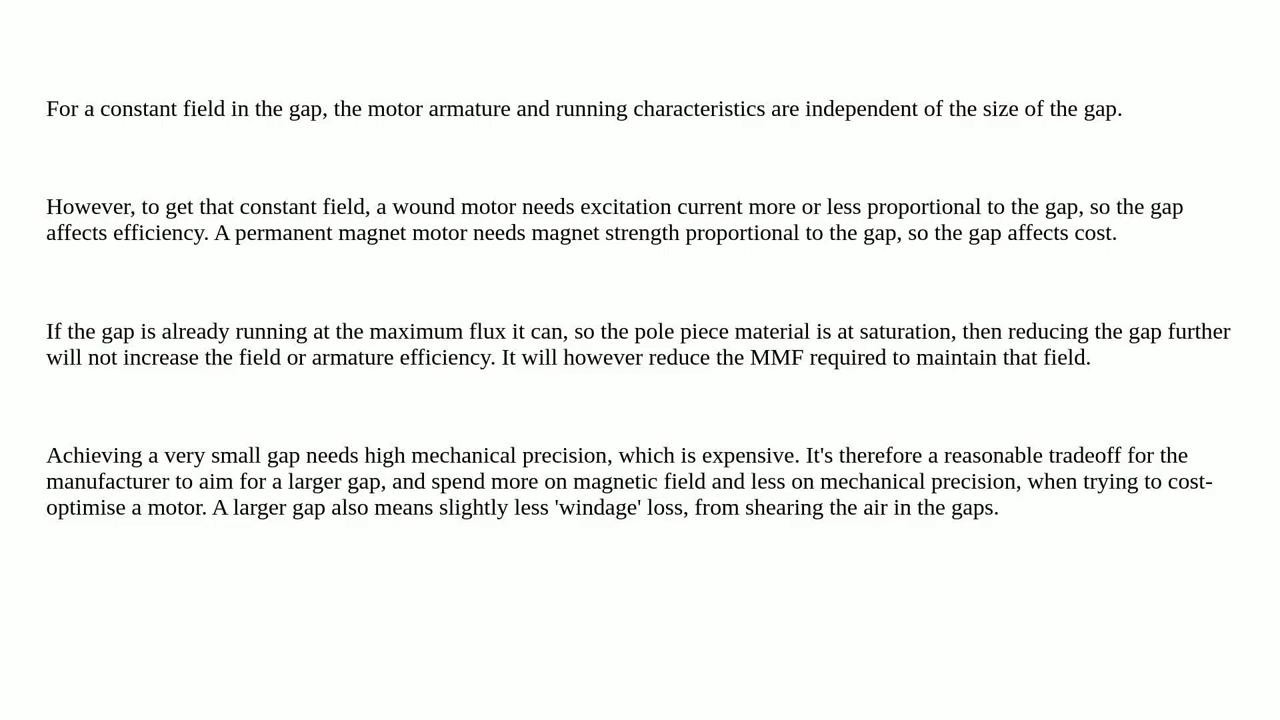 For a constant field in the gap, the motor armature and running characteristics are independent of the size of the gap.
However, to get that constant field, a wound motor needs excitation current more or less proportional to the gap, so the gap
affects efficiency. A permanent magnet motor needs magnet strength proportional to the gap, so the gap affects cost.
If the gap is already running at the maximum flux it can, so the pole piece material is at saturation, then reducing the gap further
will not increase the field or armature efficiency. It will however reduce the MMF required to maintain that field.
Achieving a very small gap needs high mechanical precision, which is expensive. It's therefore a reasonable tradeoff for the
manufacturer to aim for a larger gap, and spend more on magnetic field and less on mechanical precision, when trying to cost-
optimise a motor. A larger gap also means slightly less 'windage' loss, from shearing the air in the gaps.